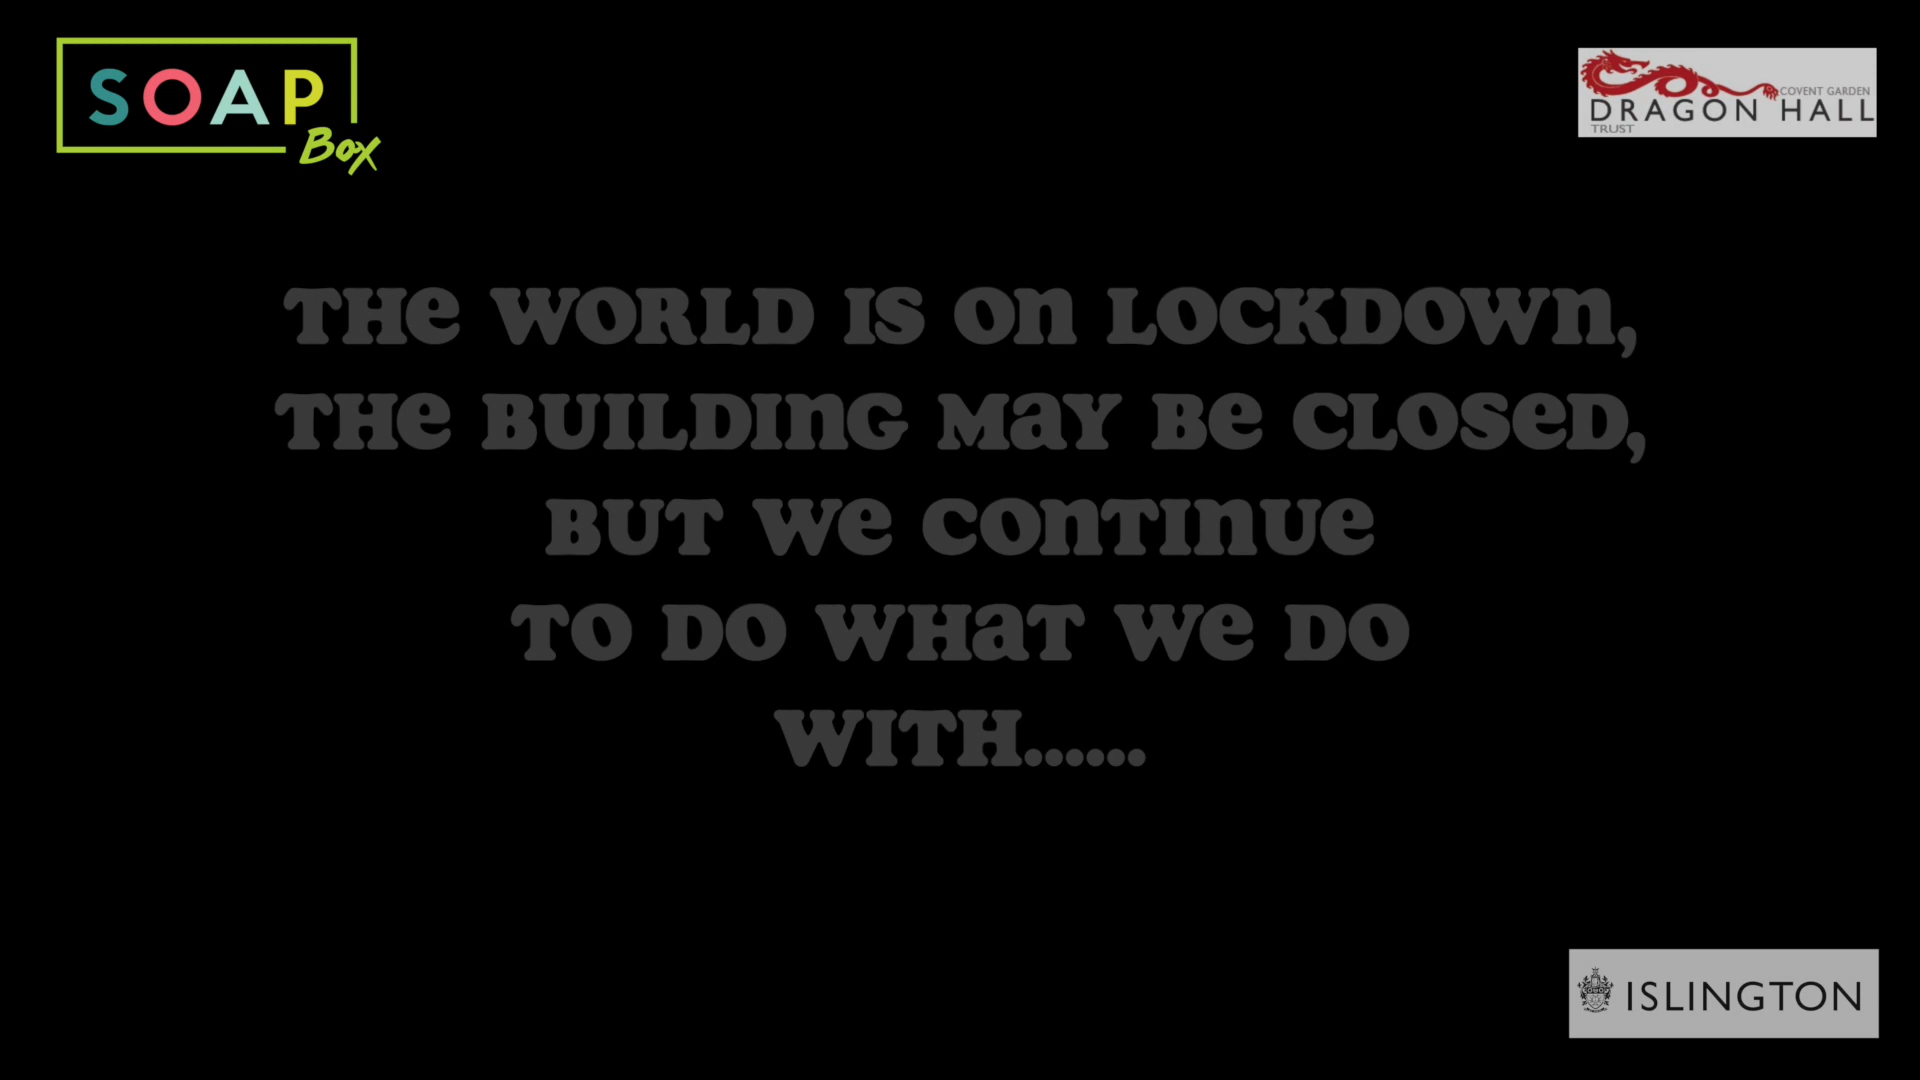 SOAP
Box
COVENT GARDEN
DRAGON HALL
TRUST
THE WORLD IS ON LOCKDOWN,
THE BUILDING MAY BE CLOSED,
BUT WE CONTINUE
TO DO WHAT WE DO
WITH......
ISLINGTON